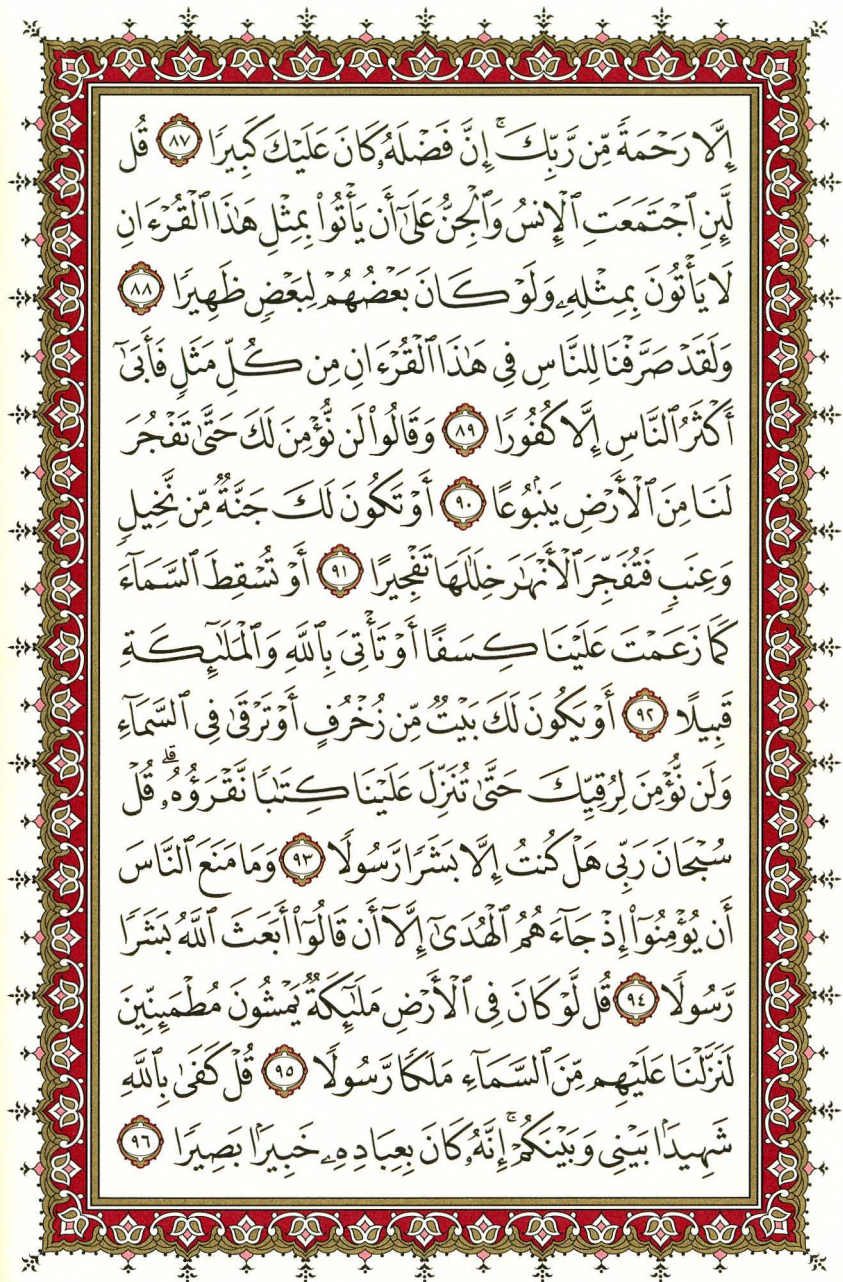 إِلَّا رَحْمَةً مِّن رَّبِّكَ ۚ إِنَّ فَضْلَهُۥ كَانَ عَلَيْكَ كَبِيرًا ٨٧ قُل
لَّئِنِ ٱجْتَمَعَتِ ٱلْإِنسُ وَٱلْجِنُّ عَلَىٰٓ أَن يَأْتُوا۟ بِمِثْلِ هَـٰذَا ٱلْقُرْءَانِ
لَا يَأْتُونَ بِمِثْلِهِۦ وَلَوْ كَانَ بَعْضُهُمْ لِبَعْضٍ ظَهِيرًا ٨٨
وَلَقَدْ صَرَّفْنَا لِلنَّاسِ فِى هَـٰذَا ٱلْقُرْءَانِ مِن كُلِّ مَثَلٍ فَأَبَىٰٓ
أَكْثَرُ ٱلنَّاسِ إِلَّا كُفُورًا ٨٩ وَقَالُوا۟ لَن نُّؤْمِنَ لَكَ حَتَّىٰ تَفْجُرَ
لَنَا مِنَ ٱلْأَرْضِ يَنۢبُوعًا ٩٠ أَوْ تَكُونَ لَكَ جَنَّةٌ مِّن نَّخِيلٍ
وَعِنَبٍ فَتُفَجِّرَ ٱلْأَنْهَـٰرَ خِلَـٰلَهَا تَفْجِيرًا ٩١ أَوْ تُسْقِطَ ٱلسَّمَآءَ
كَمَا زَعَمْتَ عَلَيْنَا كِسَفًا أَوْ تَأْتِىَ بِٱللَّهِ وَٱلْمَلَـٰٓئِكَةِ
قَبِيلًا ٩٢ أَوْ يَكُونَ لَكَ بَيْتٌ مِّن زُخْرُفٍ أَوْ تَرْقَىٰ فِى ٱلسَّمَآءِ
وَلَن نُّؤْمِنَ لِرُقِيِّكَ حَتَّىٰ تُنَزِّلَ عَلَيْنَا كِتَـٰبًا نَّقْرَؤُهُۥ ۗ قُلْ
سُبْحَانَ رَبِّى هَلْ كُنتُ إِلَّا بَشَرًا رَّسُولًا ٩٣ وَمَا مَنَعَ ٱلنَّاسَ
أَن يُؤْمِنُوٓا۟ إِذْ جَآءَهُمُ ٱلْهُدَىٰٓ إِلَّآ أَن قَالُوٓا۟ أَبَعَثَ ٱللَّهُ بَشَرًا
رَّسُولًا ٩٤ قُل لَّوْ كَانَ فِى ٱلْأَرْضِ مَلَـٰٓئِكَةٌ يَمْشُونَ مُطْمَئِنِّينَ
لَنَزَّلْنَا عَلَيْهِم مِّنَ ٱلسَّمَآءِ مَلَكًا رَّسُولًا ٩٥ قُلْ كَفَىٰ بِٱللَّهِ
شَهِيدًۢا بَيْنِى وَبَيْنَكُمْ ۚ إِنَّهُۥ كَانَ بِعِبَادِهِۦ خَبِيرًۢا بَصِيرًا ٩٦